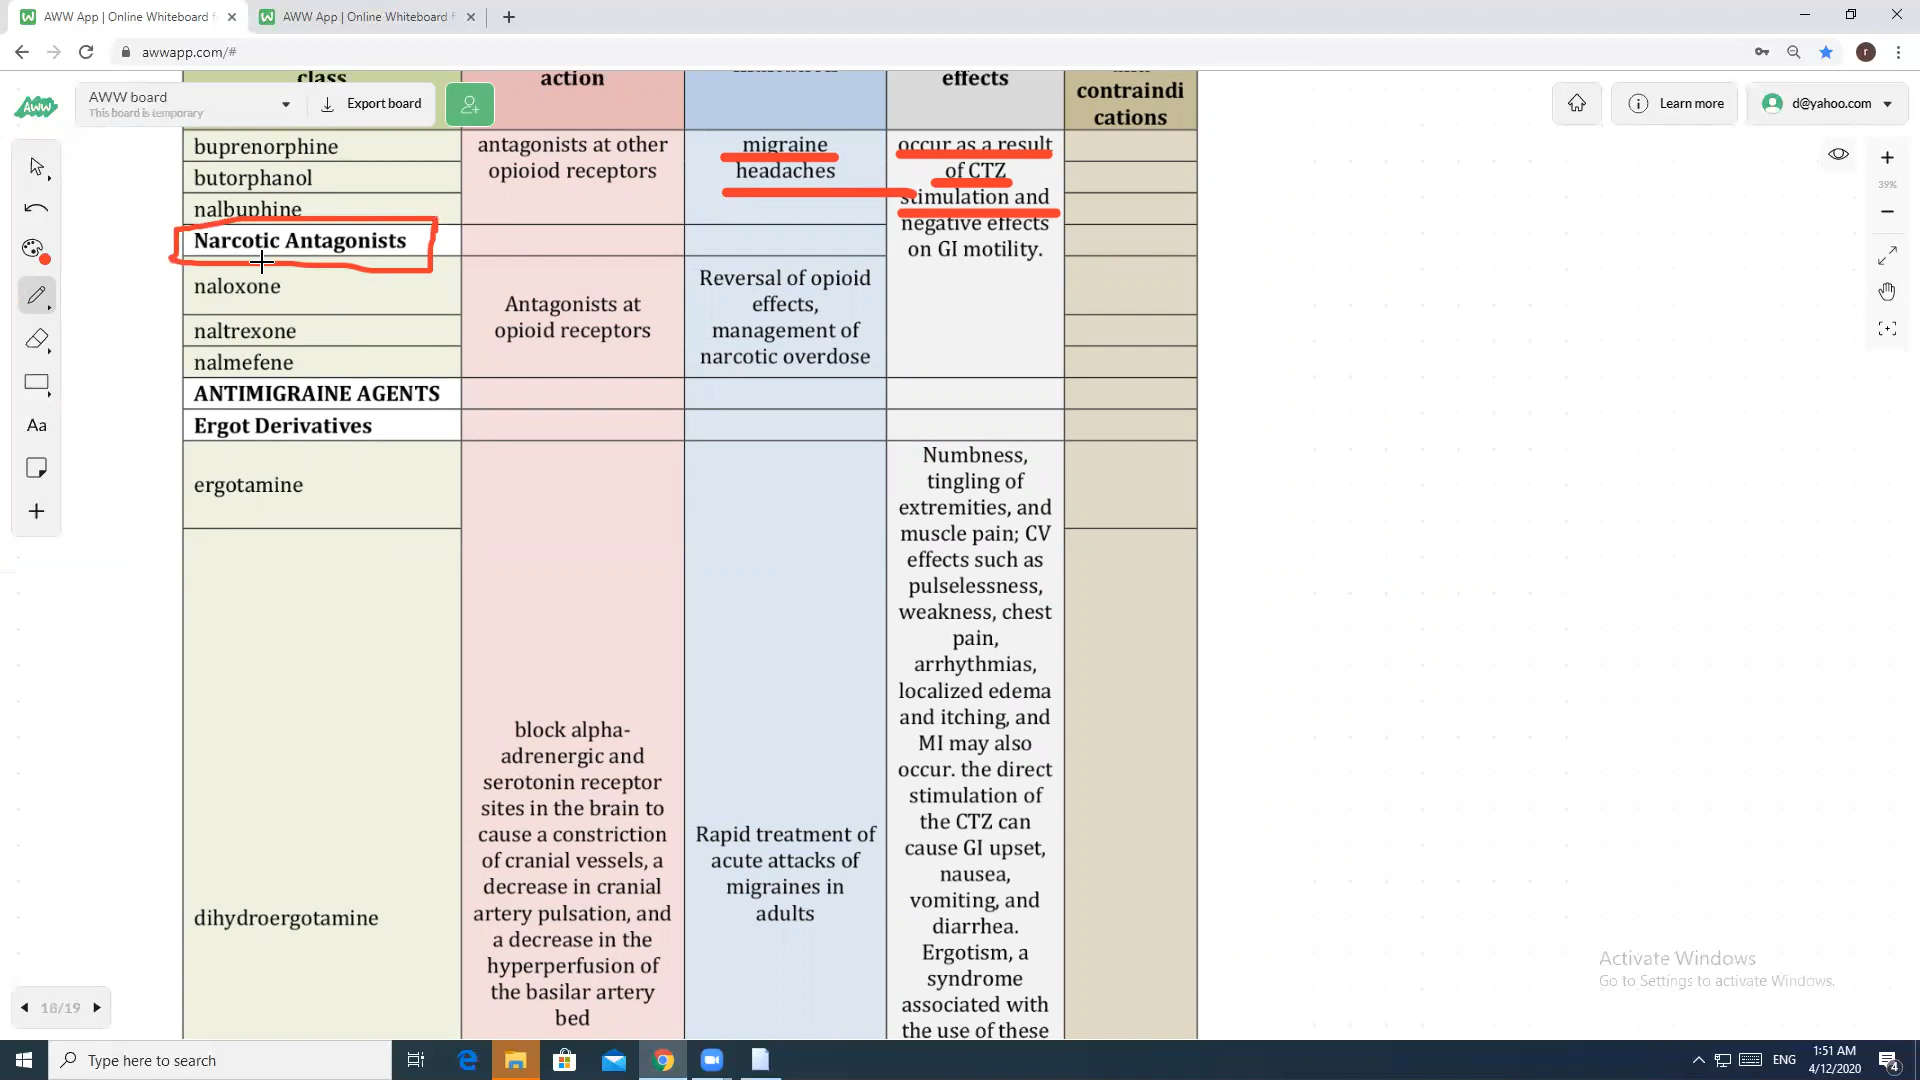 AWW App | Online Whiteboard f
AWW App | Online Whiteboard f
awwapp.com/#
r
AWW
AWW board
This board is temporary
Export board
Learn more
d@yahoo.com
39%
Aa
18/19
class
action
effects
contraindi
cations
buprenorphine
butorphanol
nalbuphine
antagonists at other
opioiod receptors
migraine
headaches
occur as a result
of CTZ
stimulation and
negative effects
on GI motility.
Narcotic Antagonists
naloxone
naltrexone
nalmefene
Antagonists at
opioid receptors
Reversal of opioid
effects,
management of
narcotic overdose
ANTIMIGRAINE AGENTS
Ergot Derivatives
ergotamine
dihydroergotamine
block alpha-
adrenergic and
serotonin receptor
sites in the brain to
cause a constriction
of cranial vessels, a
decrease in cranial
artery pulsation, and
a decrease in the
hyperperfusion of
the basilar artery
bed
Rapid treatment of
acute attacks of
migraines in
adults
Numbness,
tingling of
extremities, and
muscle pain; CV
effects such as
pulselessness,
weakness, chest
pain,
arrhythmias,
localized edema
and itching, and
MI may also
occur. the direct
stimulation of
the CTZ can
cause GI upset,
nausea,
vomiting, and
diarrhea.
Ergotism, a
syndrome
associated with
the use of these
Activate Windows
Go to Settings to activate Windows.
Type here to search
ENG
1:51 AM
4/12/2020
4